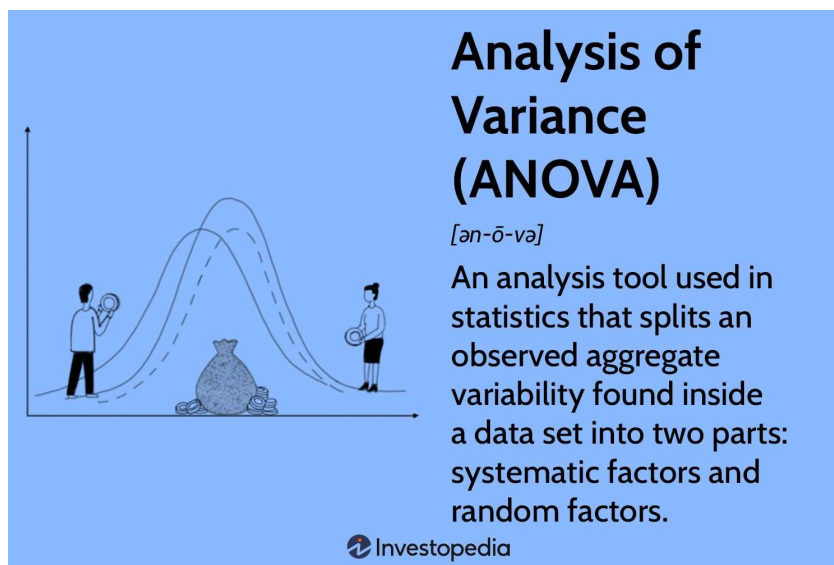 Analysis of
Variance
(ANOVA)
[ən-ō-və]
An analysis tool used in
statistics that splits an
observed aggregate
variability found inside
a data set into two parts:
systematic factors and
random factors.
Investopedia